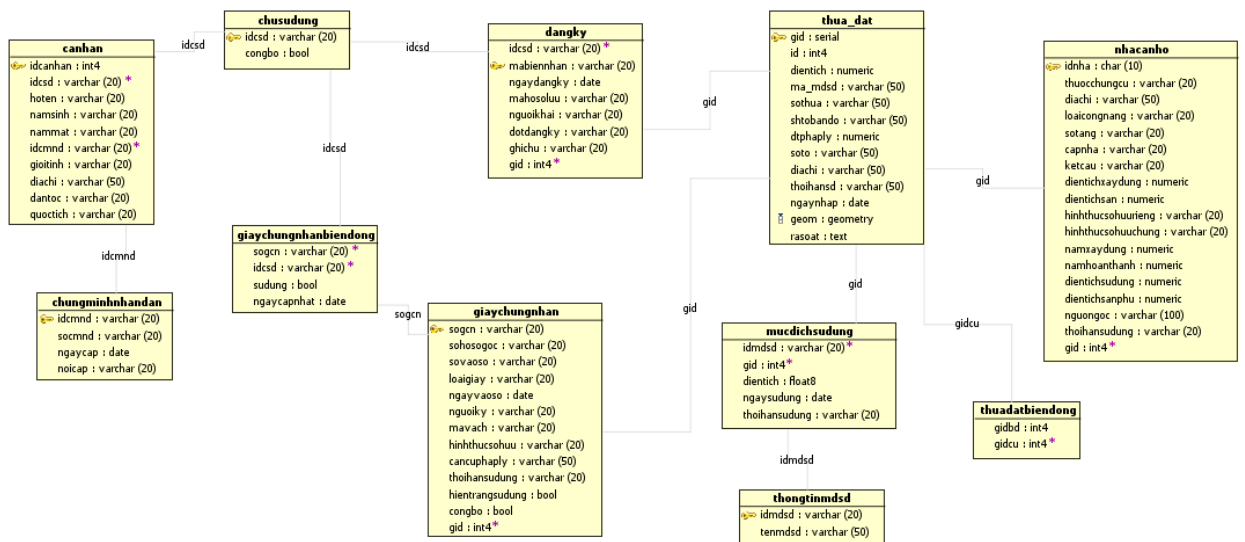 canhan
idcanhan : int4
idcsd : varchar (20) *
hoten : varchar (20)
namsinh : varchar (20)
nammat : varchar (20)
idcmnd : varchar (20) *
gioitinh : varchar (20)
diachi : varchar (50)
dantoc : varchar (20)
quoctich : varchar (20)
idcsd
chusudung
idcsd : varchar (20)
congbo : bool
idcsd
dangky
idcsd : varchar (20) *
mabiennhan : varchar (20)
ngaydangky : date
mahosoluu : varchar (20)
nguoikhai : varchar (20)
dotdangky : varchar (20)
ghichu : varchar (20)
gid : int4 *
gid
thua_dat
gid : serial
id : int4
dientich : numeric
ma_mdsd : varchar (50)
sothua : varchar (50)
shtobando : varchar (50)
dtphaply : numeric
soto : varchar (50)
diachi : varchar (50)
thoihansd : varchar (50)
ngaynhap : date
geom : geometry
rasoat : text
gid
nhacanho
idnha : char (10)
thuocchungcu : varchar (20)
diachi : varchar (50)
loaicongnang : varchar (20)
sotang : varchar (20)
capnha : varchar (20)
ketcau : varchar (20)
dientichxaydung : numeric
dientichsan : numeric
hinhthucsohuurieng : varchar (20)
hinhthucsohuuchung : varchar (20)
namxaydung : numeric
namhoanthanh : numeric
dientichsudung : numeric
dientichsanphu : numeric
nguongoc : varchar (100)
thoihansudung : varchar (20)
gid : int4 *
idcsd
idcmnd
giaychungnhanbiendong
sogcn : varchar (20) *
idcsd : varchar (20) *
sudung : bool
ngaycapnhat : date
sogcn
chungminhnhandan
idcmnd : varchar (20)
socmnd : varchar (20)
ngaycap : date
noicap : varchar (20)
giaychungnhan
sogcn : varchar (20)
sohosogoc : varchar (20)
sovaoso : varchar (20)
loaigiay : varchar (20)
ngayvaoso : date
nguoiky : varchar (20)
mavach : varchar (20)
hinhthucsohuu : varchar (20)
cancuphaply : varchar (50)
thoihansudung : varchar (20)
hientrangsudung : bool
congbo : bool
gid : int4 *
gid
gid
mucdichsudung
idmdsd : varchar (20) *
gid : int4 *
dientich : float8
ngaysudung : date
thoihansudung : varchar (20)
gidcu
thuadatbiendong
gidbd : int4
gidcu : int4 *
idmdsd
thongtinmdsd
idmdsd : varchar (20)
tenmdsd : varchar (50)